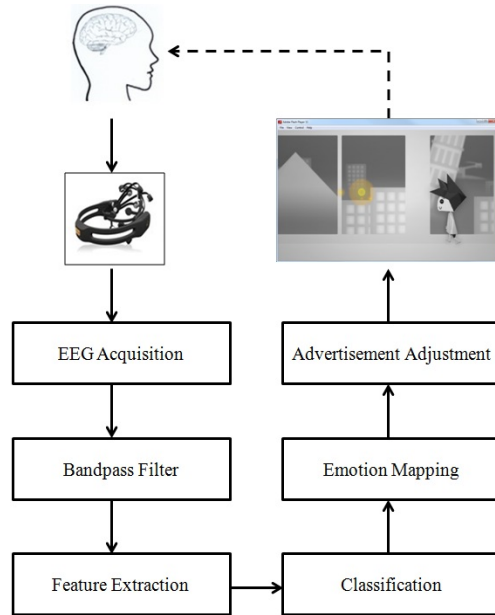 EEG Acquisition
Bandpass Filter
Feature Extraction
Classification
Emotion Mapping
Advertisement Adjustment